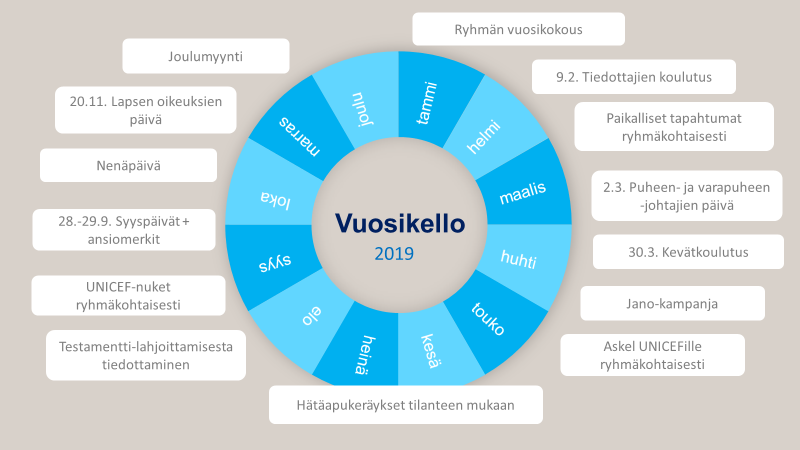 Ryhmän vuosikokous
9.2. Tiedottajien koulutus
Paikalliset tapahtumat
ryhmäkohtaisesti
2.3. Puheen- ja varapuheen
-johtajien päivä
30.3. Kevätkoulutus
Jano-kampanja
Askel UNICEFille
ryhmäkohtaisesti
Hätäapukeräykset tilanteen mukaan
Testamentti-lahjoittamisesta
tiedottaminen
UNICEF-nuket
ryhmäkohtaisesti
28.-29.9. Syyspäivät +
ansiomerkit
Nenäpäivä
20.11. Lapsen oikeuksien
päivä
Joulumyynti
tammi
helmi
maalis
huhti
touko
kesä
heinä
elo
syys
loka
marras
joulu
Vuosikello
2019